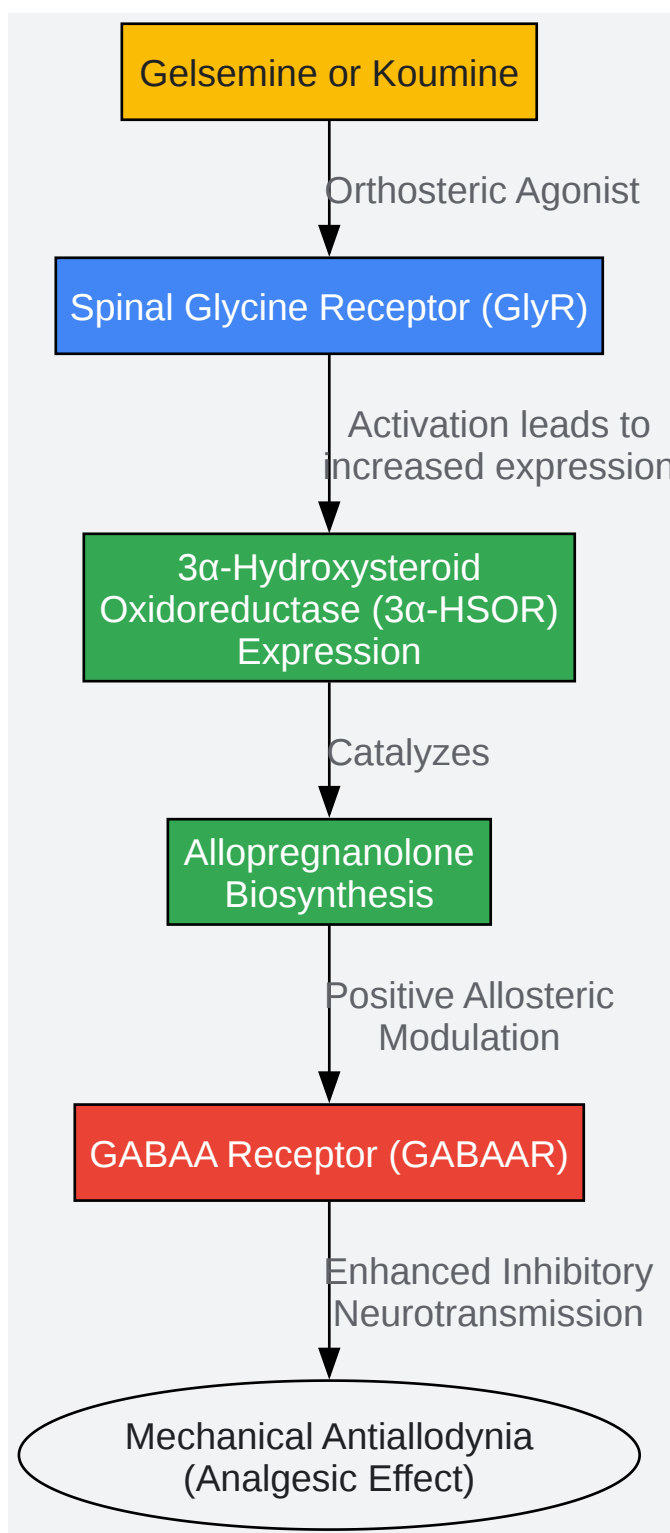 Gelsemine or Koumine
Orthosteric Agonist
Spinal Glycine Receptor (GlyR)
Activation leads to
increased expression
3α-Hydroxysteroid
Oxidoreductase (3α-HSOR)
Expression
Catalyzes
Allopregnanolone
Biosynthesis
Positive Allosteric
Modulation
GABAA Receptor (GABAAR)
Enhanced Inhibitory
Neurotransmission
Mechanical Antiallodynia
(Analgesic Effect)